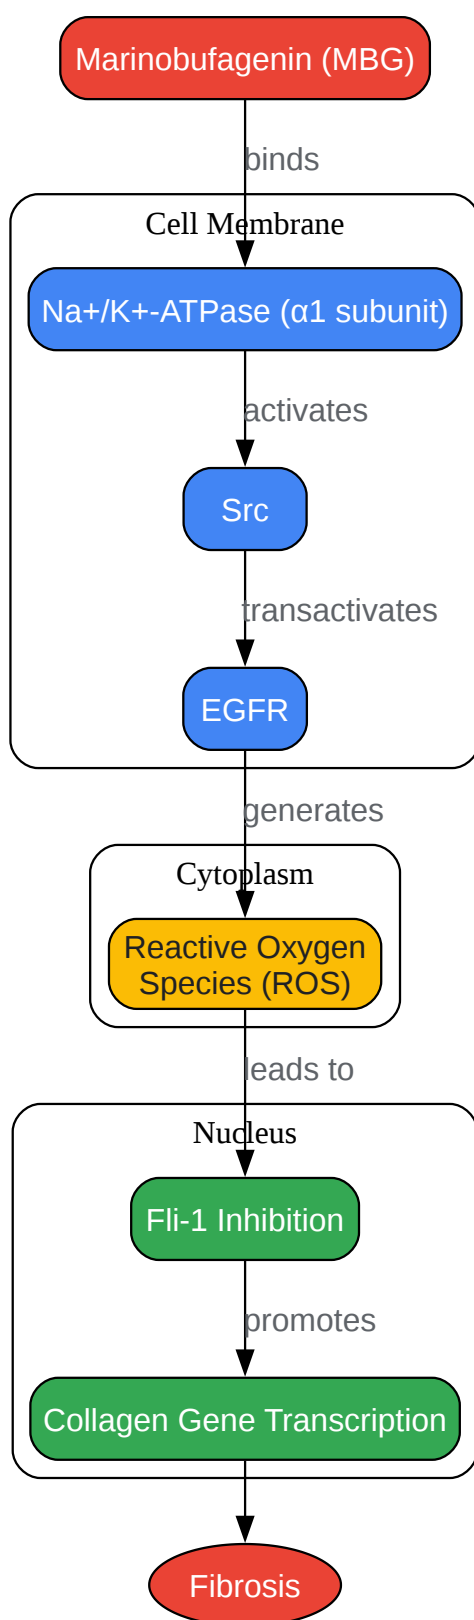 Marinobufagenin (MBG)
binds
Cell Membrane
Na+/K+-ATPase (α1 subunit)
activates
Src
transactivates
EGFR
generates
Cytoplasm
Reactive Oxygen
Species (ROS)
leads to
Nucleus
Fli-1 Inhibition
promotes
Collagen Gene Transcription
Fibrosis